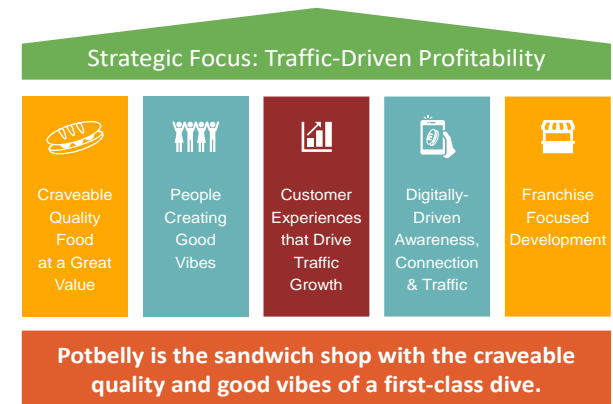 Strategic Focus: Traffic-Driven Profitability
Craveable
Quality
Food
at a Great
Value
People
Creating
Good
Vibes
Customer
Experiences
that Drive
Traffic
Growth
Digitally-
Driven
Awareness,
Connection
& Traffic
Franchise
Focused
Development
Potbelly is the sandwich shop with the craveable
quality and good vibes of a first-class dive.